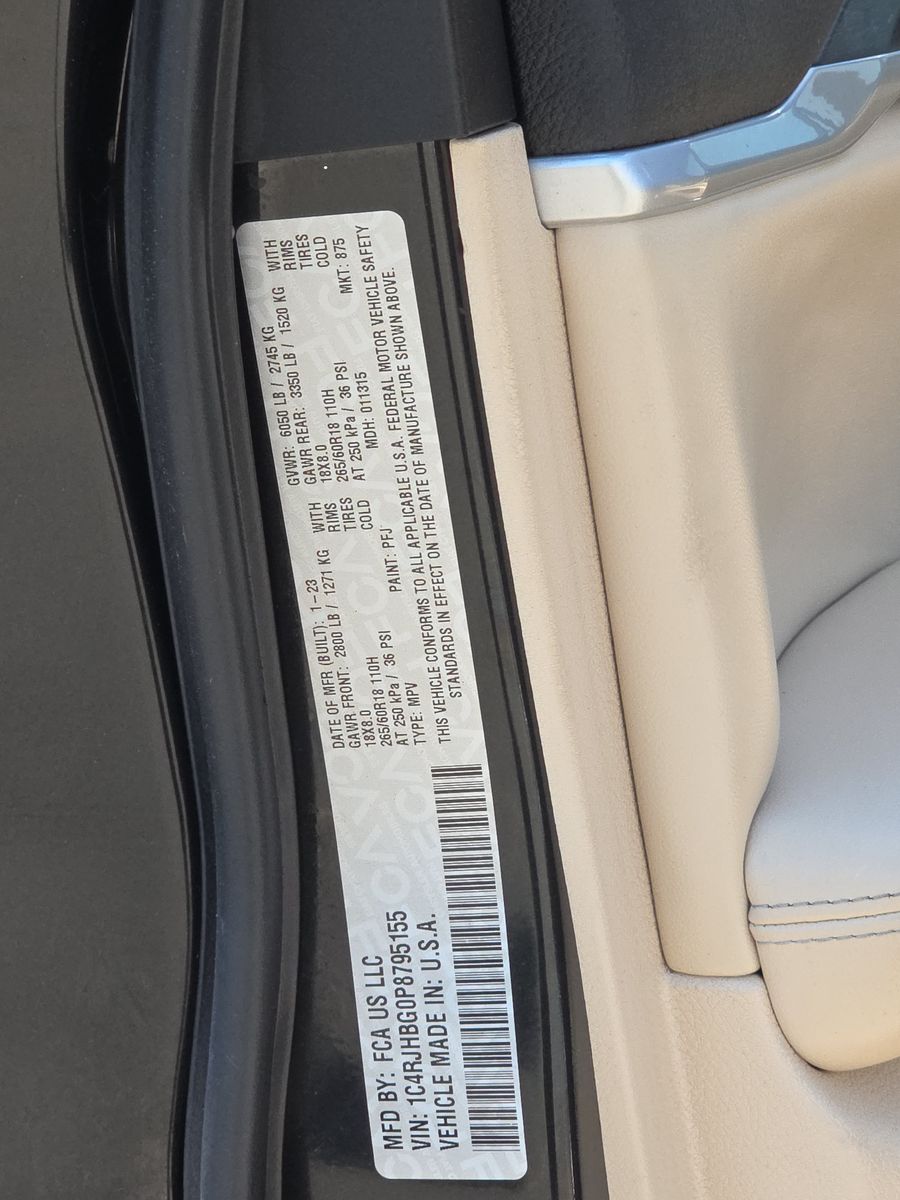 MFD BY: FCA US LLC
VIN: 1C4RJHBG0P8795155
VEHICLE MADE IN: U.S.A.
DATE OF MFR (BUILT): 1-23
GAWR FRONT: 2800 LB / 1271 KG WITH
18X8.0 RIMS
265/60R18 110H TIRES
AT 250 kPa / 36 PSI COLD
TYPE: MPV PAINT: PFJ
GVWR: 6050 LB / 2745 KG
GAWR REAR: 3350 LB / 1520 KG WITH
18X8.0 RIMS
265/60R18 110H TIRES
AT 250 kPa / 36 PSI COLD
MDH: 011315 MKT: 875
THIS VEHICLE CONFORMS TO ALL APPLICABLE U.S.A. FEDERAL MOTOR VEHICLE SAFETY
STANDARDS IN EFFECT ON THE DATE OF MANUFACTURE SHOWN ABOVE.